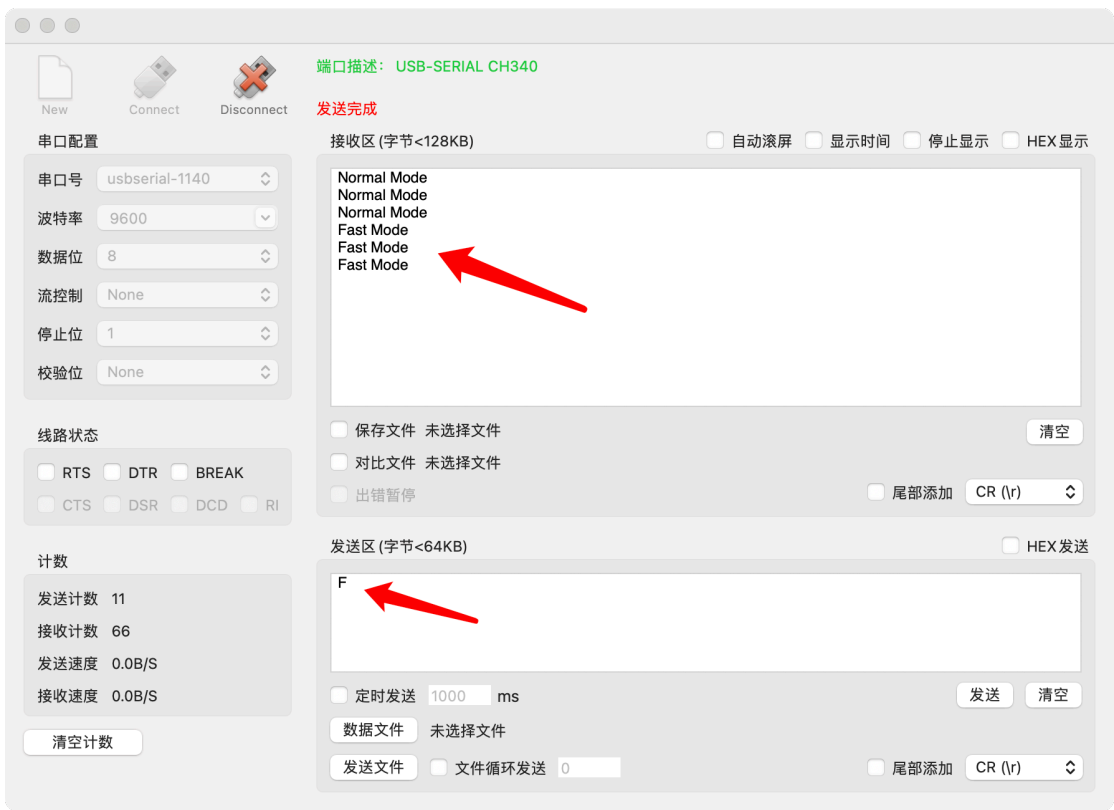 端口描述： USB-SERIAL CH340
New
Connect
Disconnect
发送完成
串口配置
串口号 usbserial-1140
波特率 9600
数据位 8
流控制 None
停止位 1
校验位 None
线路状态
RTS DTR BREAK
CTS DSR DCD RI
计数
发送计数 11
接收计数 66
发送速度 0.0B/S
接收速度 0.0B/S
清空计数
接收区(字节<128KB)
自动滚屏 显示时间 停止显示 HEX显示
Normal Mode
Normal Mode
Normal Mode
Fast Mode
Fast Mode
Fast Mode
保存文件 未选择文件
清空
对比文件 未选择文件
出错暂停
尾部添加 CR (\r)
发送区(字节<64KB)
HEX发送
F
定时发送 1000 ms
发送 清空
数据文件 未选择文件
发送文件 文件循环发送 0
尾部添加 CR (\r)